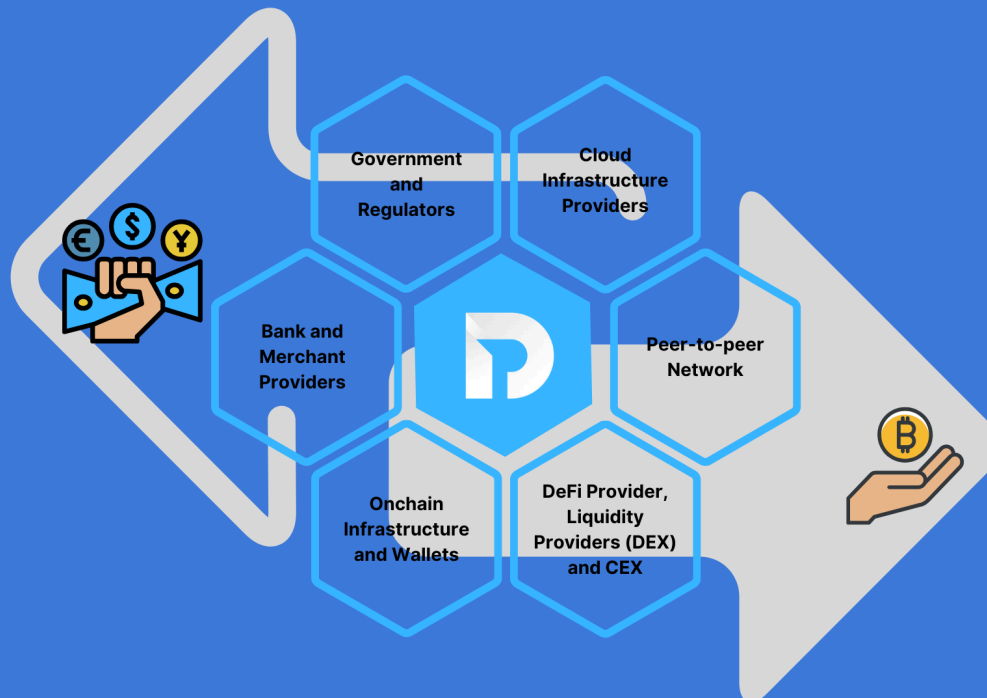 Government
and
Regulators
Cloud
Infrastructure
Providers
€
$
¥
Bank and
Merchant
Providers
D
Peer-to-peer
Network
Onchain
Infrastructure
and Wallets
DeFi Provider,
Liquidity
Providers (DEX)
and CEX
₿